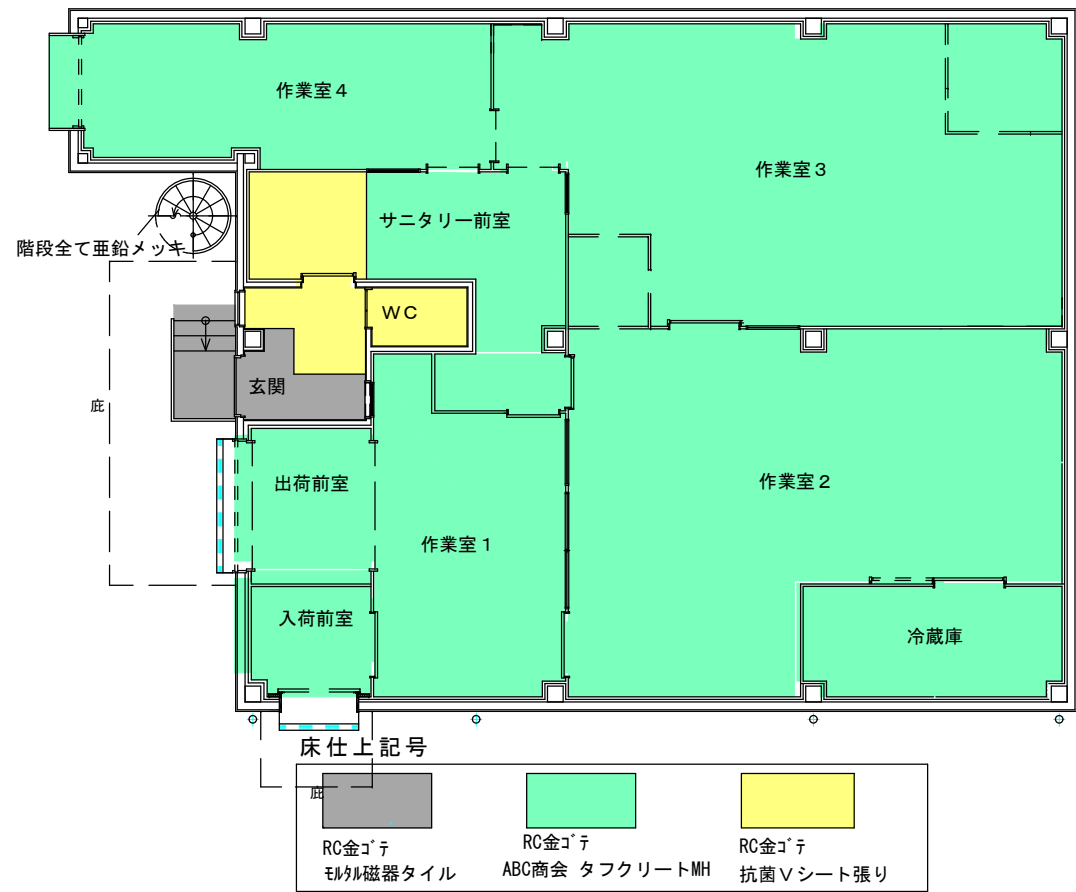 作業室４
作業室３
サニタリー前室
階段全て亜鉛メッキ
ＷＣ
玄関
庇
作業室２
出荷前室
作業室１
入荷前室
冷蔵庫
床仕上記号
庇
RC金ｺﾞﾃ
ﾓﾙﾀﾙ磁器タイル
RC金ｺﾞﾃ
ABC商会 タフクリートMH
RC金ｺﾞﾃ
抗菌Ｖシート張り